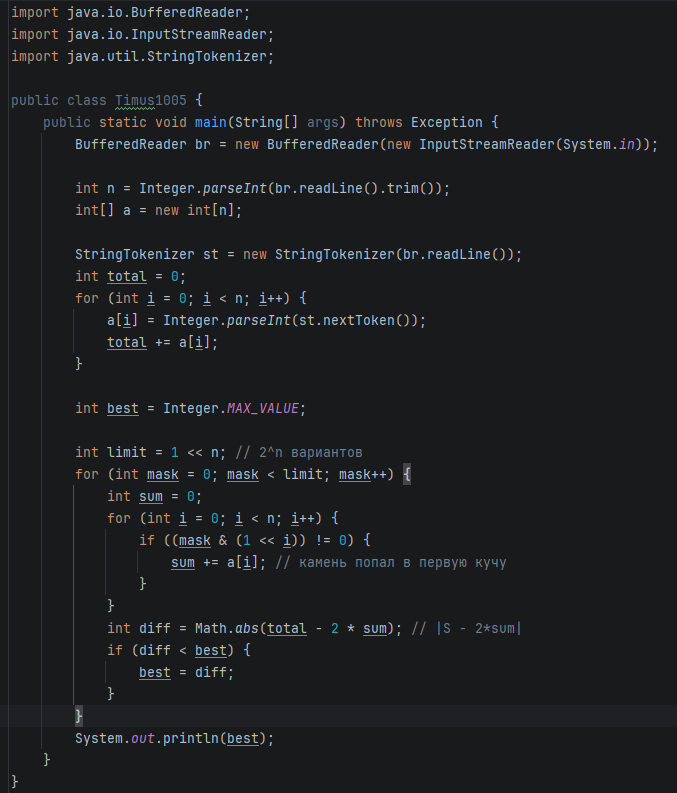 import java.io.BufferedReader;
import java.io.InputStreamReader;
import java.util.StringTokenizer;

public class Timus1005 {
    public static void main(String[] args) throws Exception {
        BufferedReader br = new BufferedReader(new InputStreamReader(System.in));

        int n = Integer.parseInt(br.readLine().trim());
        int[] a = new int[n];

        StringTokenizer st = new StringTokenizer(br.readLine());
        int total = 0;
        for (int i = 0; i < n; i++) {
            a[i] = Integer.parseInt(st.nextToken());
            total += a[i];
        }

        int best = Integer.MAX_VALUE;

        int limit = 1 << n; // 2^n вариантов
        for (int mask = 0; mask < limit; mask++) {
            int sum = 0;
            for (int i = 0; i < n; i++) {
                if ((mask & (1 << i)) != 0) {
                    sum += a[i]; // камень попал в первую кучу
                }
            }
            int diff = Math.abs(total - 2 * sum); // |S - 2*sum|
            if (diff < best) {
                best = diff;
            }
        }
        System.out.println(best);
    }
}